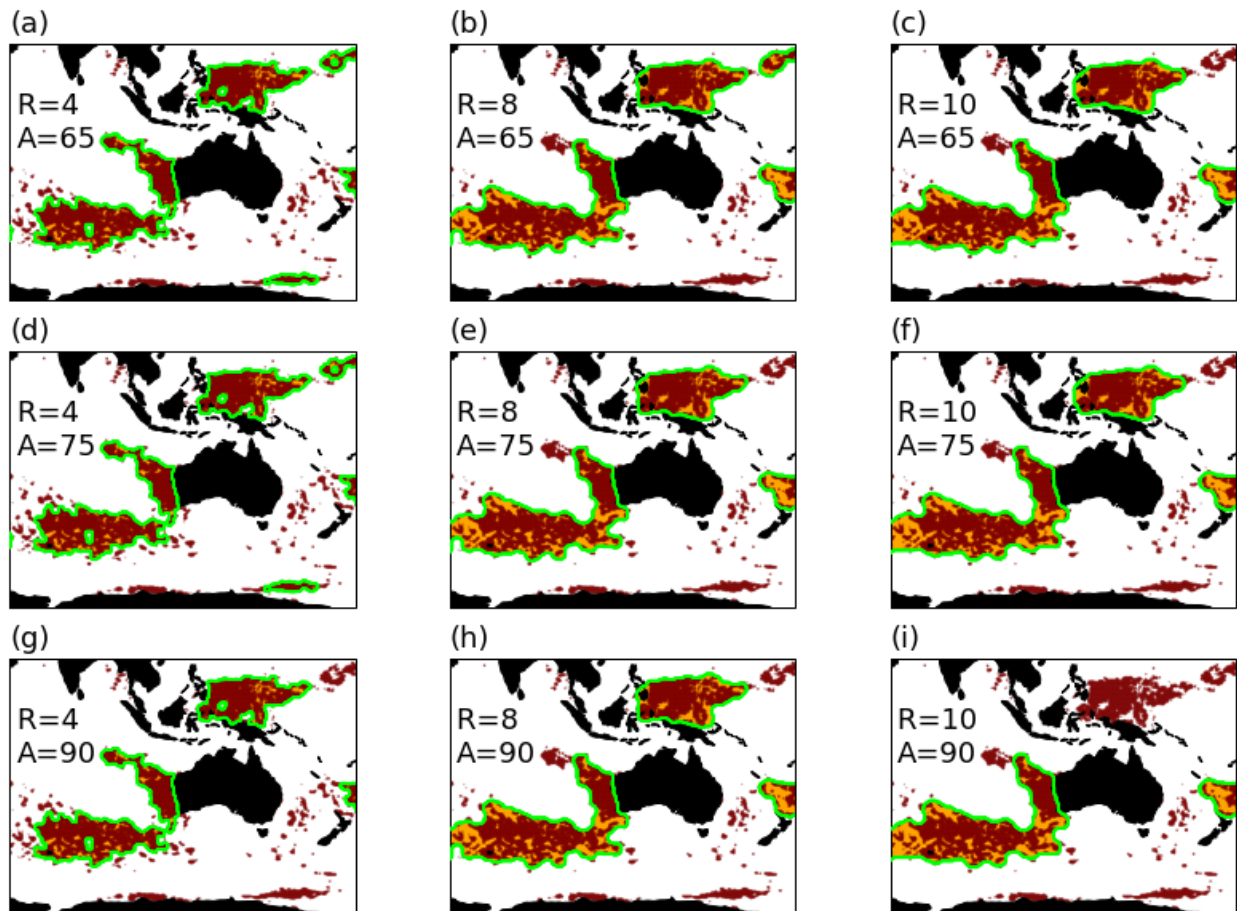 (a)
R=4
A=65
(b)
R=8
A=65
(c)
R=10
A=65
(d)
R=4
A=75
(e)
R=8
A=75
(f)
R=10
A=75
(g)
R=4
A=90
(h)
R=8
A=90
(i)
R=10
A=90